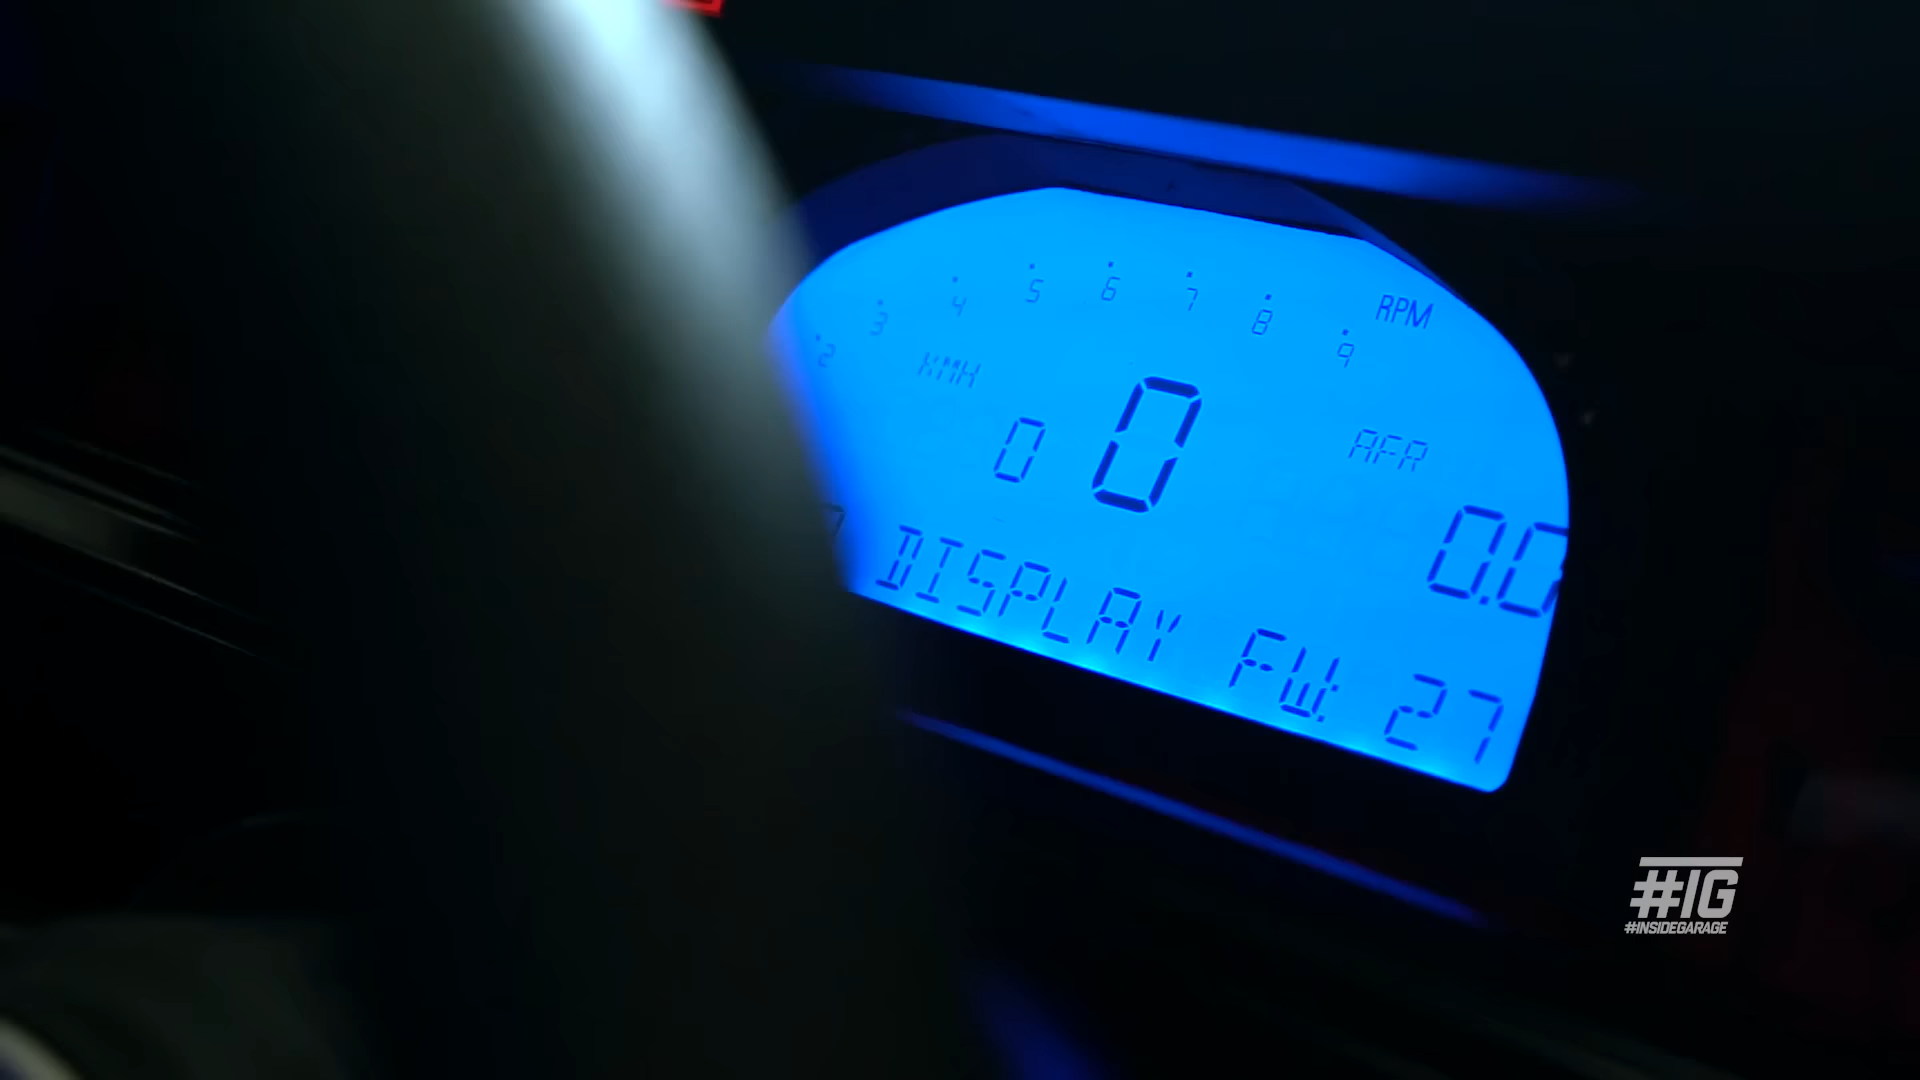 2 3 4 5 6 7 8 9 RPM
KMH
0 0
AFR
0.0
DISPLAY FW: 27
#IG
#INSIDEGARAGE